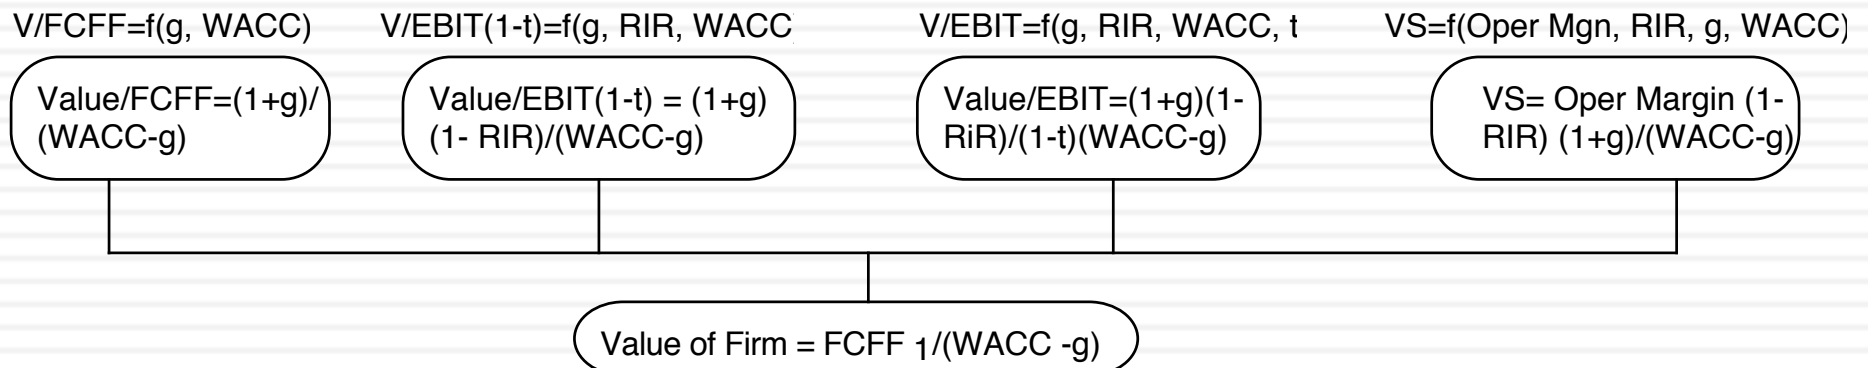 V/FCFF=f(g, WACC)
V/EBIT(1-t)=f(g, RIR, WACC
V/EBIT=f(g, RIR, WACC, t
VS=f(Oper Mgn, RIR, g, WACC)
Value/FCFF=(1+g)/
(WACC-g)
Value/EBIT(1-t) = (1+g)
(1- RIR)/(WACC-g)
Value/EBIT=(1+g)(1-
RiR)/(1-t)(WACC-g)
VS= Oper Margin (1-
RIR) (1+g)/(WACC-g)
Value of Firm = FCFF 1/(WACC -g)